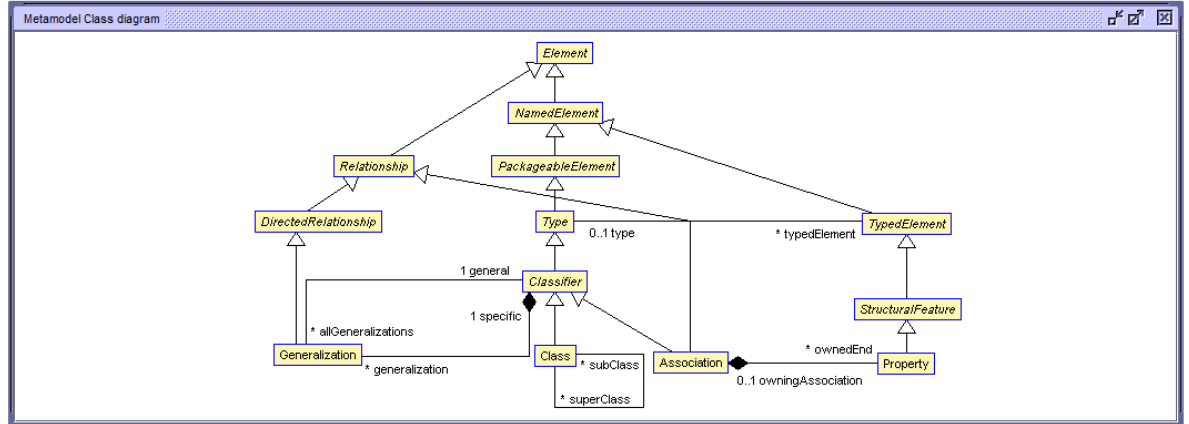 Metamodel Class diagram
Element
NamedElement
Relationship
PackageableElement
DirectedRelationship
Type
TypedElement
0..1 type
* typedElement
1 general
Classifier
1 specific
StructuralFeature
* allGeneralizations
Generalization
* generalization
Class
* subClass
* superClass
Association
* ownedEnd
0..1 owningAssociation
Property